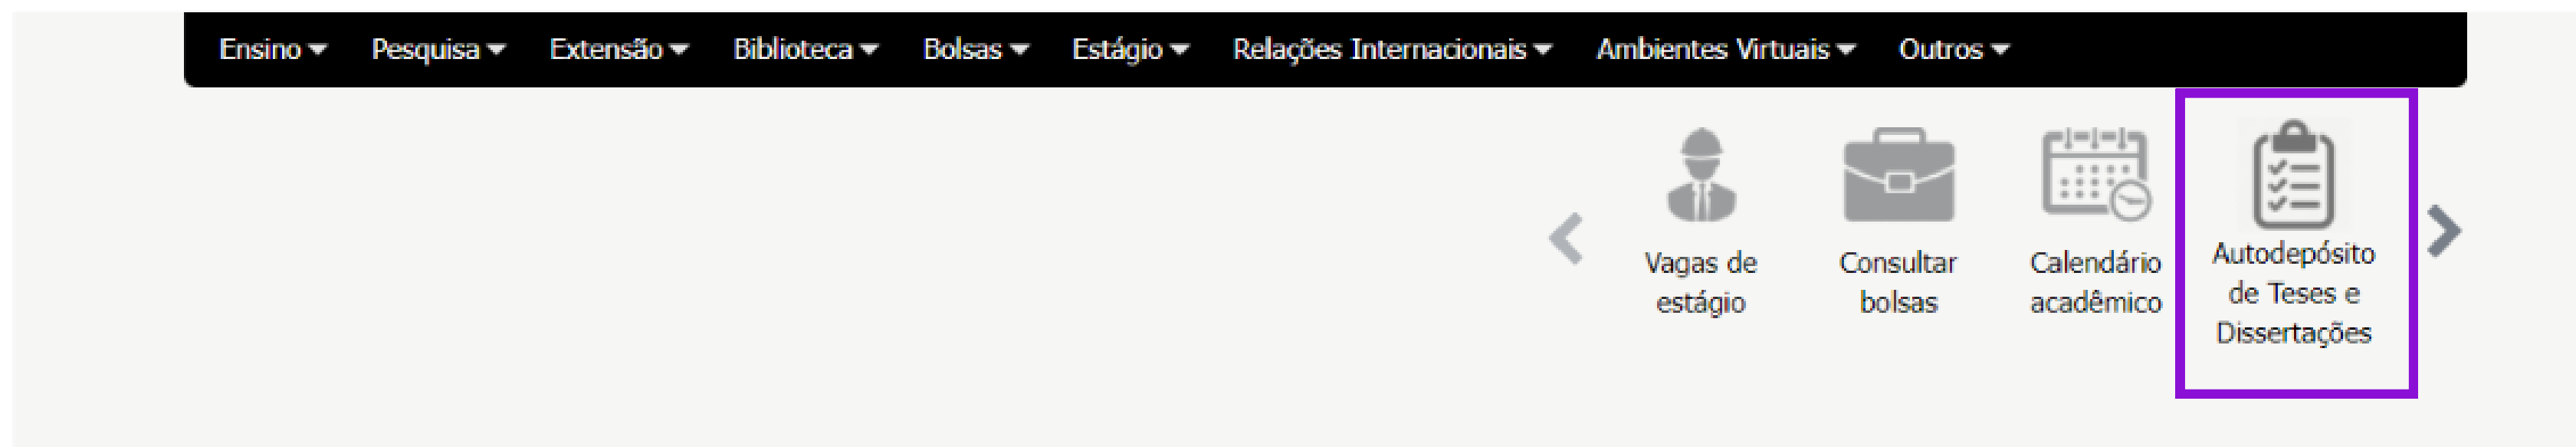 Ensino Pesquisa Extensão Biblioteca Bolsas Estágio Relações Internacionais Ambientes Virtuais Outros
Vagas de
estágio
Consultar
bolsas
Calendário
acadêmico
Autodepósito
de Teses e
Dissertações